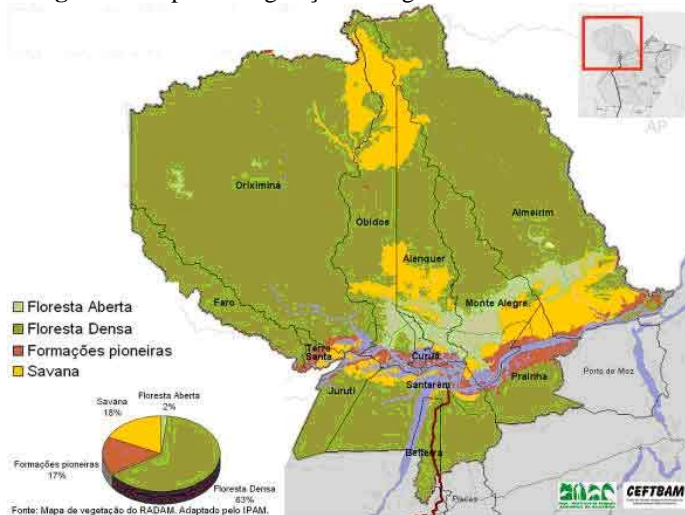 AP
Oriximiná
Óbidos
Almeirim
Alenquer
Monte Alegre
Faro
Terra Santa
Curuá
Juruti
Santarém
Prainha
Porto de Moz
Belterra
Placas
Floresta Aberta
Floresta Densa
Formações pioneiras
Savana
Savana
18%
Floresta Aberta
2%
Formações pioneiras
17%
Floresta Densa
63%
Fonte: Mapa de vegetação do RADAM. Adaptado pelo IPAM.
CEFTBAM